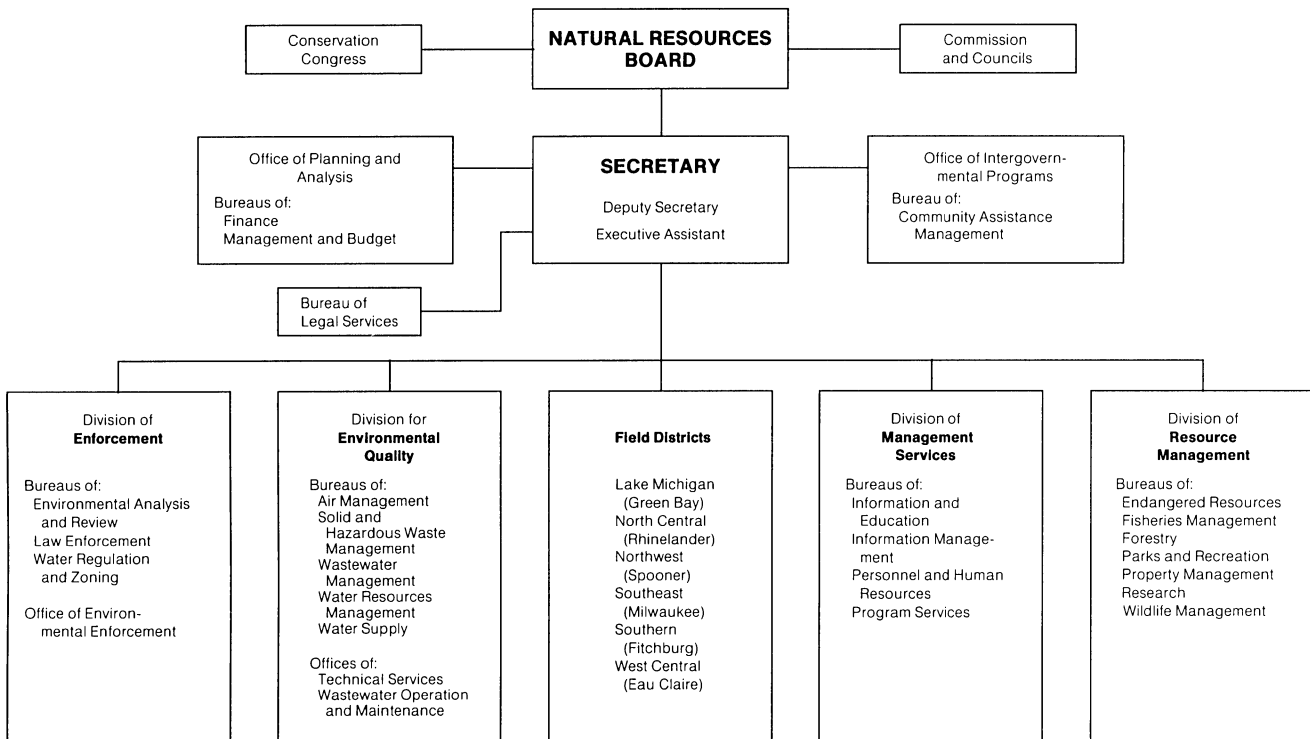 Conservation
Congress
NATURAL RESOURCES
BOARD
Commission
and Councils
Office of Planning and
Analysis
Bureaus of:
Finance
Management and Budget
SECRETARY
Deputy Secretary
Executive Assistant
Office of Intergovern-
mental Programs
Bureau of:
Community Assistance
Management
Bureau of
Legal Services
Division of
Enforcement
Bureaus of:
Environmental Analysis
and Review
Law Enforcement
Water Regulation
and Zoning
Office of Environ-
mental Enforcement
Division for
Environmental
Quality
Bureaus of:
Air Management
Solid and
Hazardous Waste
Management
Wastewater
Management
Water Resources
Management
Water Supply
Offices of:
Technical Services
Wastewater Operation
and Maintenance
Field Districts
Lake Michigan
(Green Bay)
North Central
(Rhinelander)
Northwest
(Spooner)
Southeast
(Milwaukee)
Southern
(Fitchburg)
West Central
(Eau Claire)
Division of
Management
Services
Bureaus of:
Information and
Education
Information Manage-
ment
Personnel and Human
Resources
Program Services
Division of
Resource
Management
Bureaus of:
Endangered Resources
Fisheries Management
Forestry
Parks and Recreation
Property Management
Research
Wildlife Management